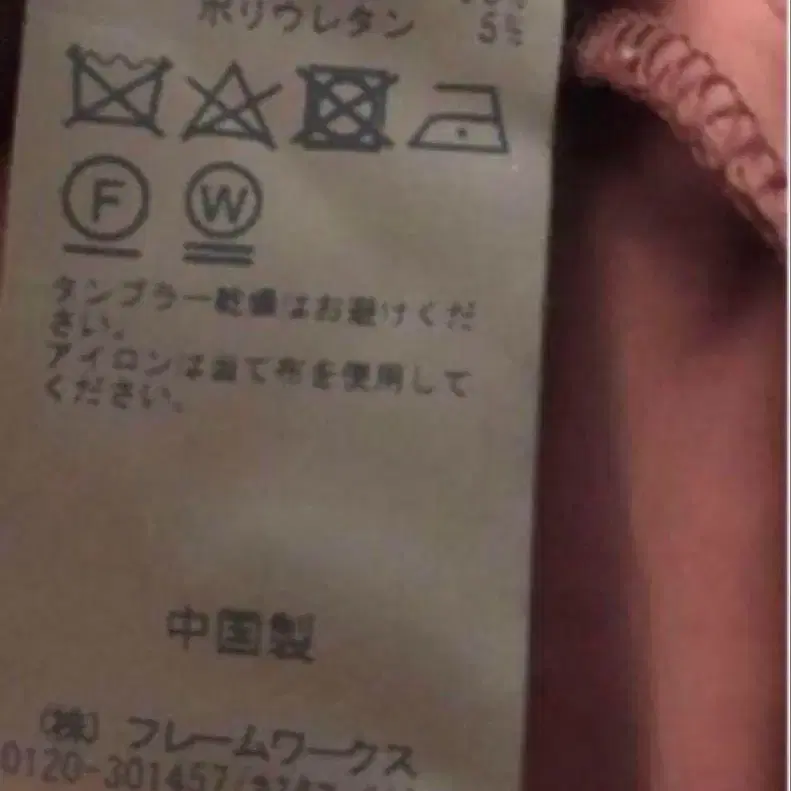 ポリウレタン 5%
F W
タンブラー乾燥はお避けくだ
さい。
アイロンは当て布を使用して
ください。
中国製
(株) フレームワークス
0120-301457/